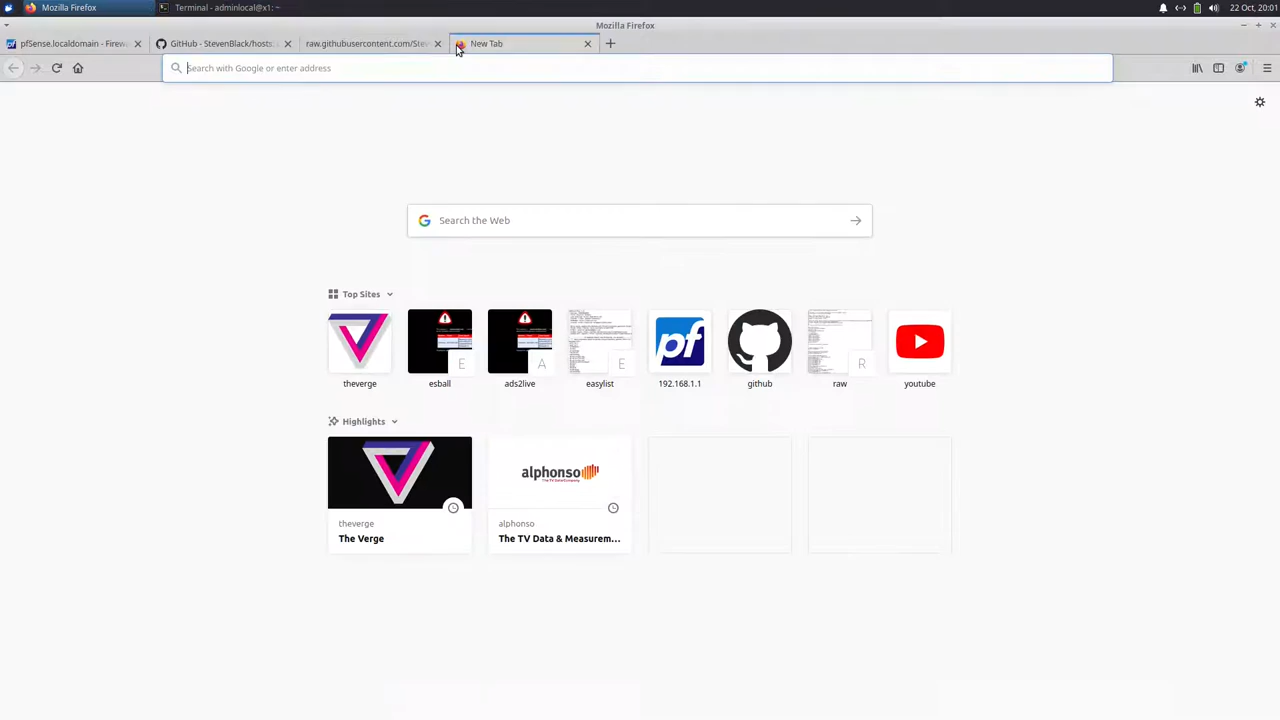 Mozilla Firefox
Terminal - adminlocal@x1: ~
22 Oct, 20:01
Mozilla Firefox
pfSense.localdomain - Firew
GitHub - StevenBlack/hosts:
raw.githubusercontent.com/Stev
New Tab
Search with Google or enter address
Search the Web
Top Sites
E
A
E
pf
R
theverge
esball
ads2live
easylist
192.168.1.1
github
raw
youtube
Highlights
alphonso
theverge
The Verge
alphonso
The TV Data & Measurem...